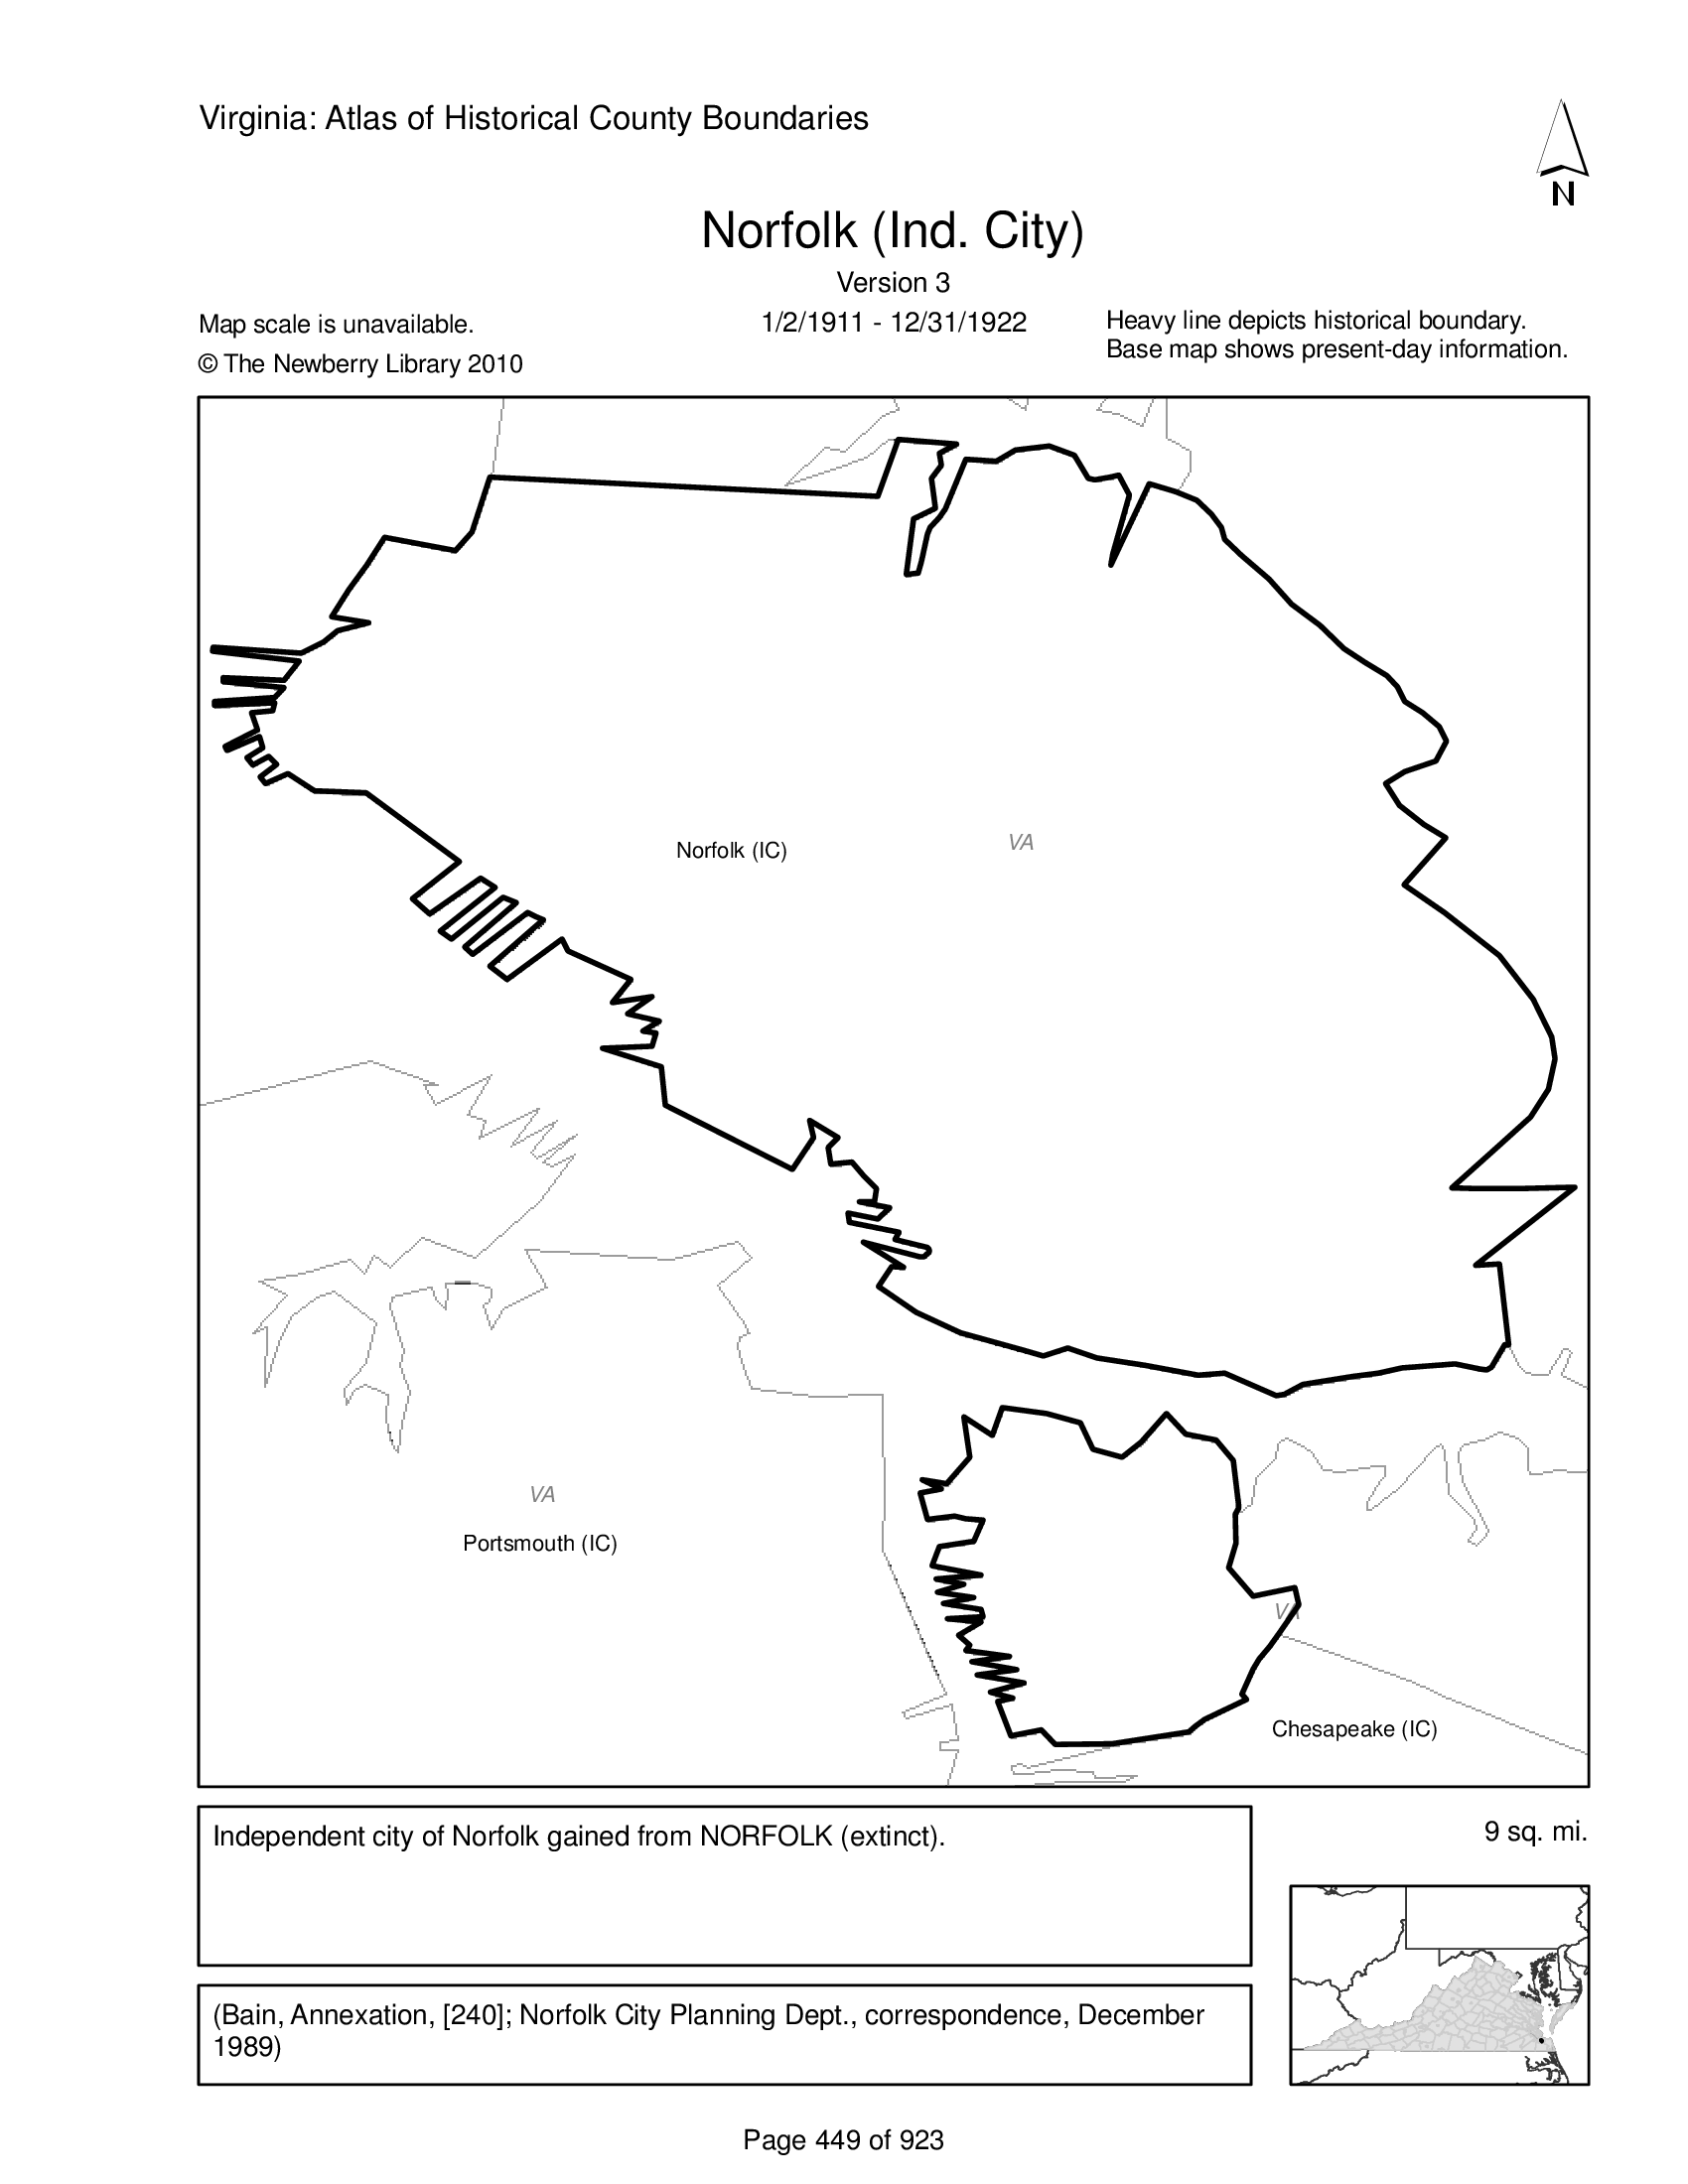 Virginia: Atlas of Historical County Boundaries
N
Norfolk (Ind. City)
Version 3
Map scale is unavailable.
1/2/1911 - 12/31/1922
Heavy line depicts historical boundary.
© The Newberry Library 2010
Base map shows present-day information.
Norfolk (IC)
VA
VA
Portsmouth (IC)
VA
Chesapeake (IC)
Independent city of Norfolk gained from NORFOLK (extinct).
9 sq. mi.
(Bain, Annexation, [240]; Norfolk City Planning Dept., correspondence, December
1989)
Page 449 of 923